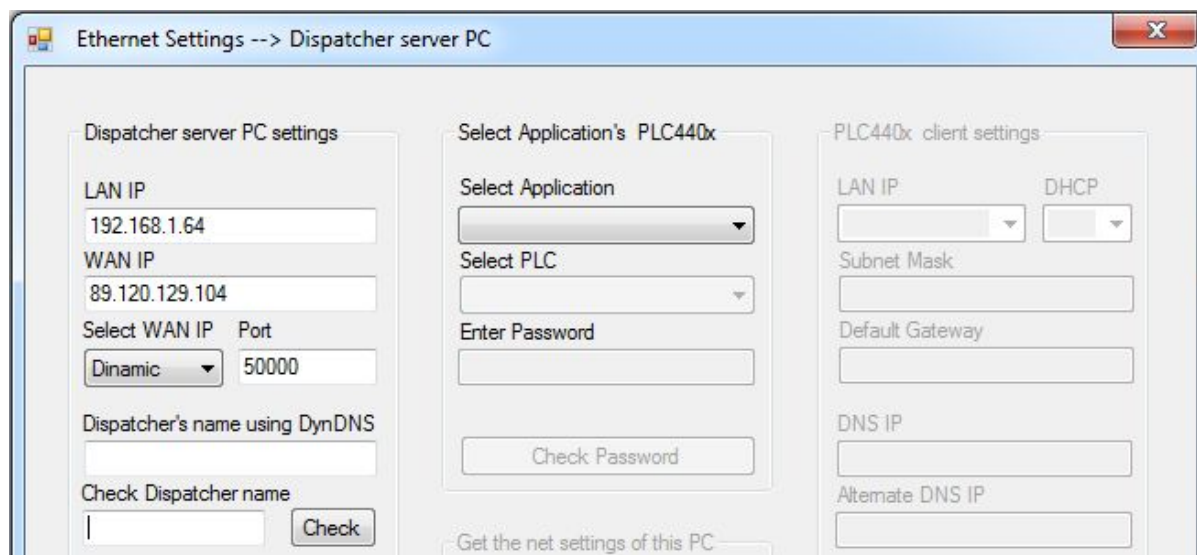 Ethernet Settings --> Dispatcher server PC
x
Dispatcher server PC settings
LAN IP
192.168.1.64
WAN IP
89.120.129.104
Select WAN IP Port
Dinamic 50000
Dispatcher's name using DynDNS
Check Dispatcher name
Check
Select Application's PLC440x
Select Application
Select PLC
Enter Password
Check Password
Get the net settings of this PC
PLC440x client settings
LAN IP DHCP
Subnet Mask
Default Gateway
DNS IP
Alternate DNS IP